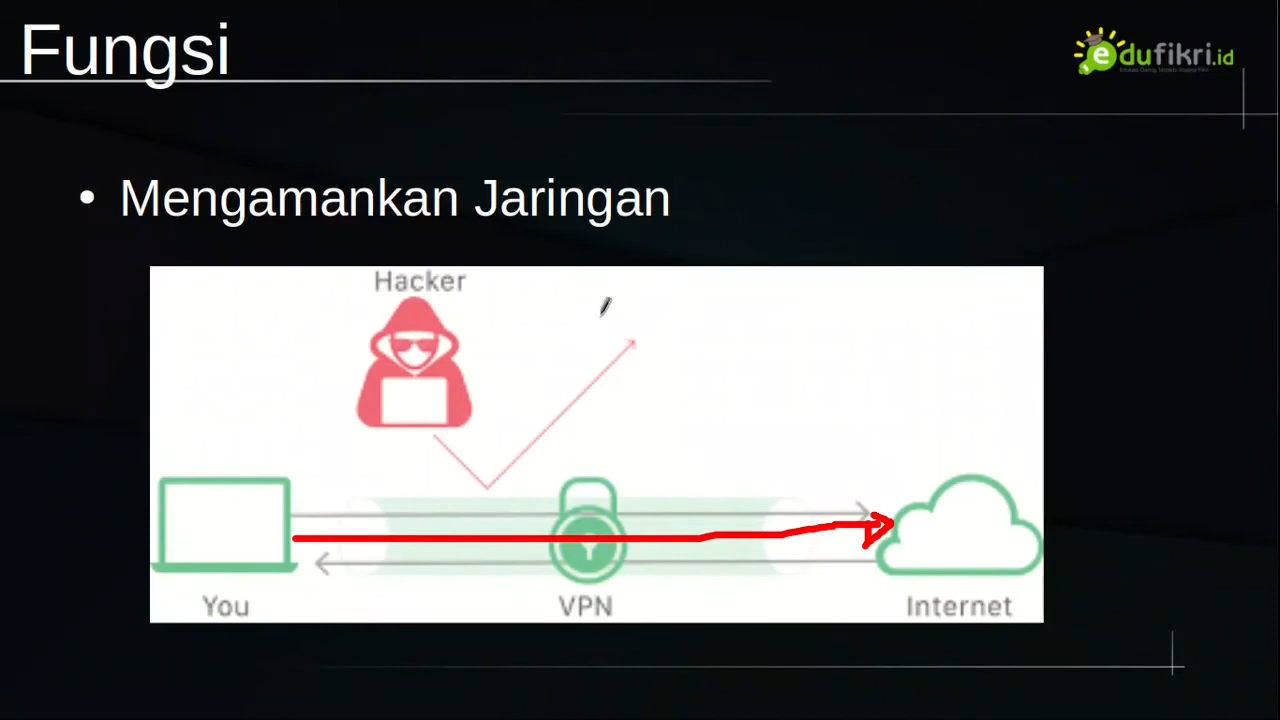 Fungsi
edufikri.id
• Mengamankan Jaringan
Hacker
You
VPN
Internet